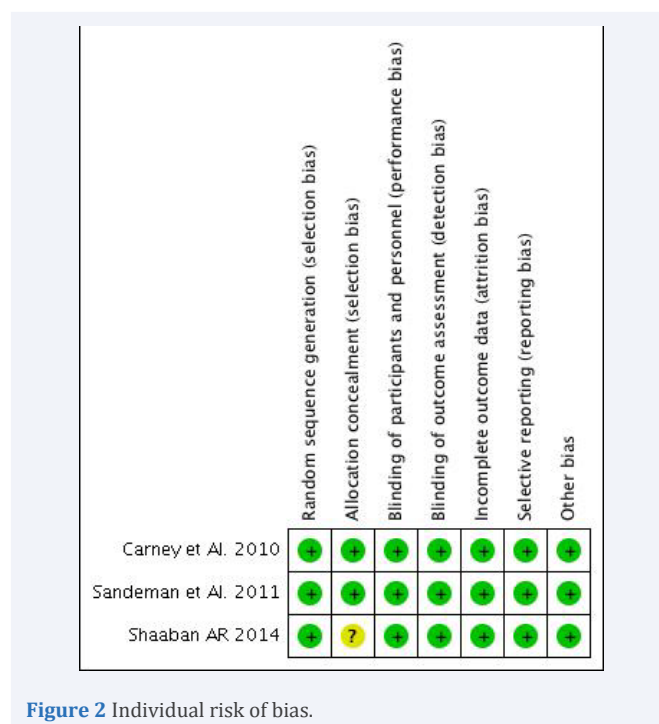 Random sequence generation (selection bias)
Allocation concealment (selection bias)
Blinding of participants and personnel (performance bias)
Blinding of outcome assessment (detection bias)
Incomplete outcome data (attrition bias)
Selective reporting (reporting bias)
Other bias
Carney et Al. 2010 + + + + + + +
Sandeman et Al. 2011 + + + + + + +
Shaaban AR 2014 + ? + + + + +
Figure 2 Individual risk of bias.